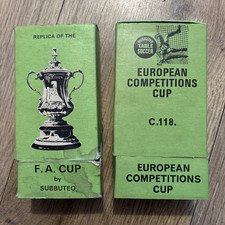 REPLICA OF THE
F.A. CUP
by
SUBBUTEO
TABLE
SOCCER
EUROPEAN
COMPETITIONS
CUP
C.118.
EUROPEAN
COMPETITIONS
CUP